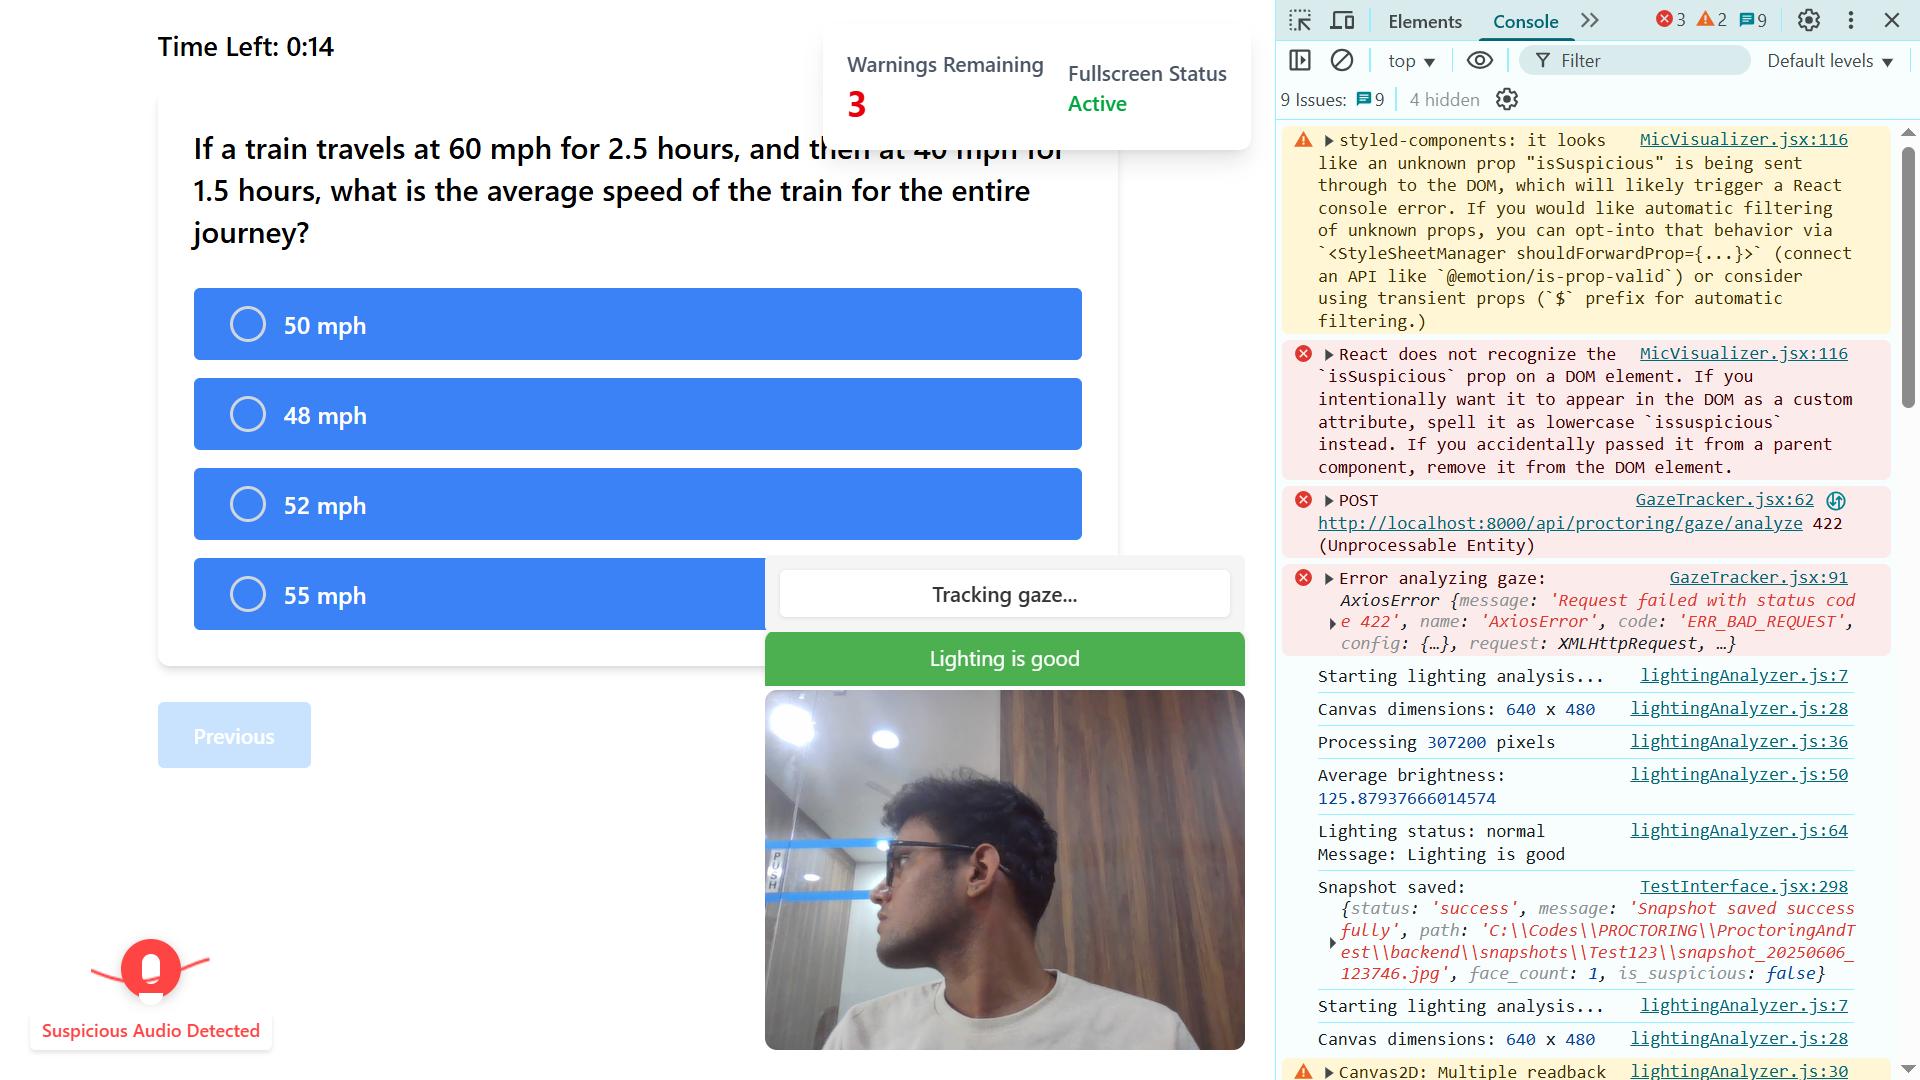 Time Left: 0:14
Warnings Remaining
3
Fullscreen Status
Active
If a train travels at 60 mph for 2.5 hours, and then at 40 mph for
1.5 hours, what is the average speed of the train for the entire
journey?
50 mph
48 mph
52 mph
55 mph
Tracking gaze...
Lighting is good
Previous
PUSH
Suspicious Audio Detected
Elements
Console
3
2
9
top
Filter
Default levels
9 Issues:
9
4 hidden
styled-components: it looks MicVisualizer.jsx:116
like an unknown prop "isSuspicious" is being sent
through to the DOM, which will likely trigger a React
console error. If you would like automatic filtering
of unknown props, you can opt-into that behavior via
`<StyleSheetManager shouldForwardProp={...}>` (connect
an API like `@emotion/is-prop-valid`) or consider
using transient props (`$` prefix for automatic
filtering.)
React does not recognize the MicVisualizer.jsx:116
`isSuspicious` prop on a DOM element. If you
intentionally want it to appear in the DOM as a custom
attribute, spell it as lowercase `issuspicious`
instead. If you accidentally passed it from a parent
component, remove it from the DOM element.
POST GazeTracker.jsx:62
http://localhost:8000/api/proctoring/gaze/analyze 422
(Unprocessable Entity)
Error analyzing gaze: GazeTracker.jsx:91
AxiosError {message: 'Request failed with status cod
e 422', name: 'AxiosError', code: 'ERR_BAD_REQUEST',
config: {…}, request: XMLHttpRequest, …}
Starting lighting analysis... lightingAnalyzer.js:7
Canvas dimensions: 640 x 480 lightingAnalyzer.js:28
Processing 307200 pixels lightingAnalyzer.js:36
Average brightness: lightingAnalyzer.js:50
125.87937666014574
Lighting status: normal lightingAnalyzer.js:64
Message: Lighting is good
Snapshot saved: TestInterface.jsx:298
{status: 'success', message: 'Snapshot saved success
fully', path: 'C:\\Codes\\PROCTORING\\ProctoringAndT
est\\backend\\snapshots\\Test123\\snapshot_20250606_
123746.jpg', face_count: 1, is_suspicious: false}
Starting lighting analysis... lightingAnalyzer.js:7
Canvas dimensions: 640 x 480 lightingAnalyzer.js:28
Canvas2D: Multiple readback lightingAnalyzer.js:30